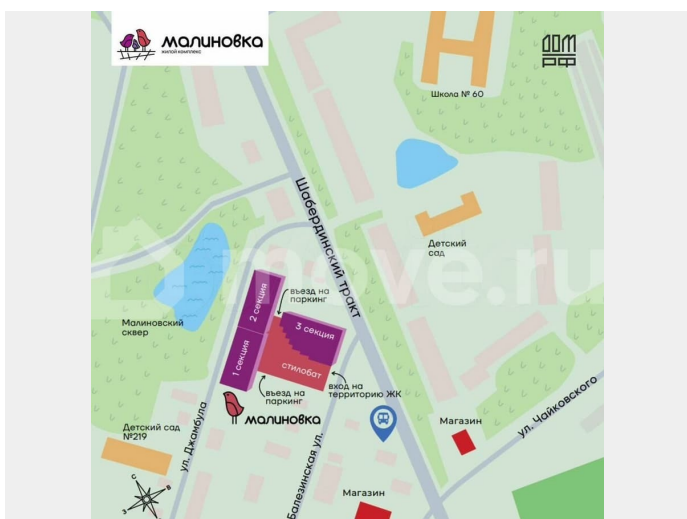 малиновка
жилой комплекс
ДОМ
РФ
Школа № 60
Шабердинский тракт
Детский
сад
move.ru
въезд на
паркинг
2 секция
3 секция
Малиновский
сквер
1 секция
стилобат
вход на
территорию ЖК
въезд на
паркинг
малиновка
Магазин
ул. Чайковского
Детский сад
№219
ул. Джамбула
Балезинская ул.
Магазин
С
В
З